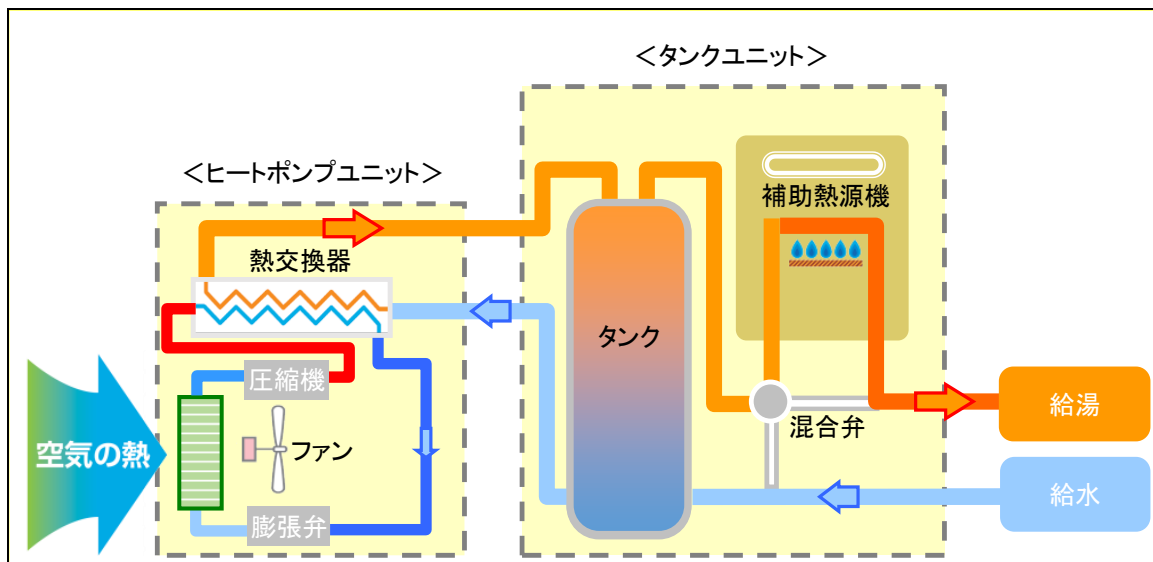 ＜タンクユニット＞
＜ヒートポンプユニット＞
補助熱源機
熱交換器
タンク
圧縮機
給湯
混合弁
空気の熱
ファン
給水
膨張弁